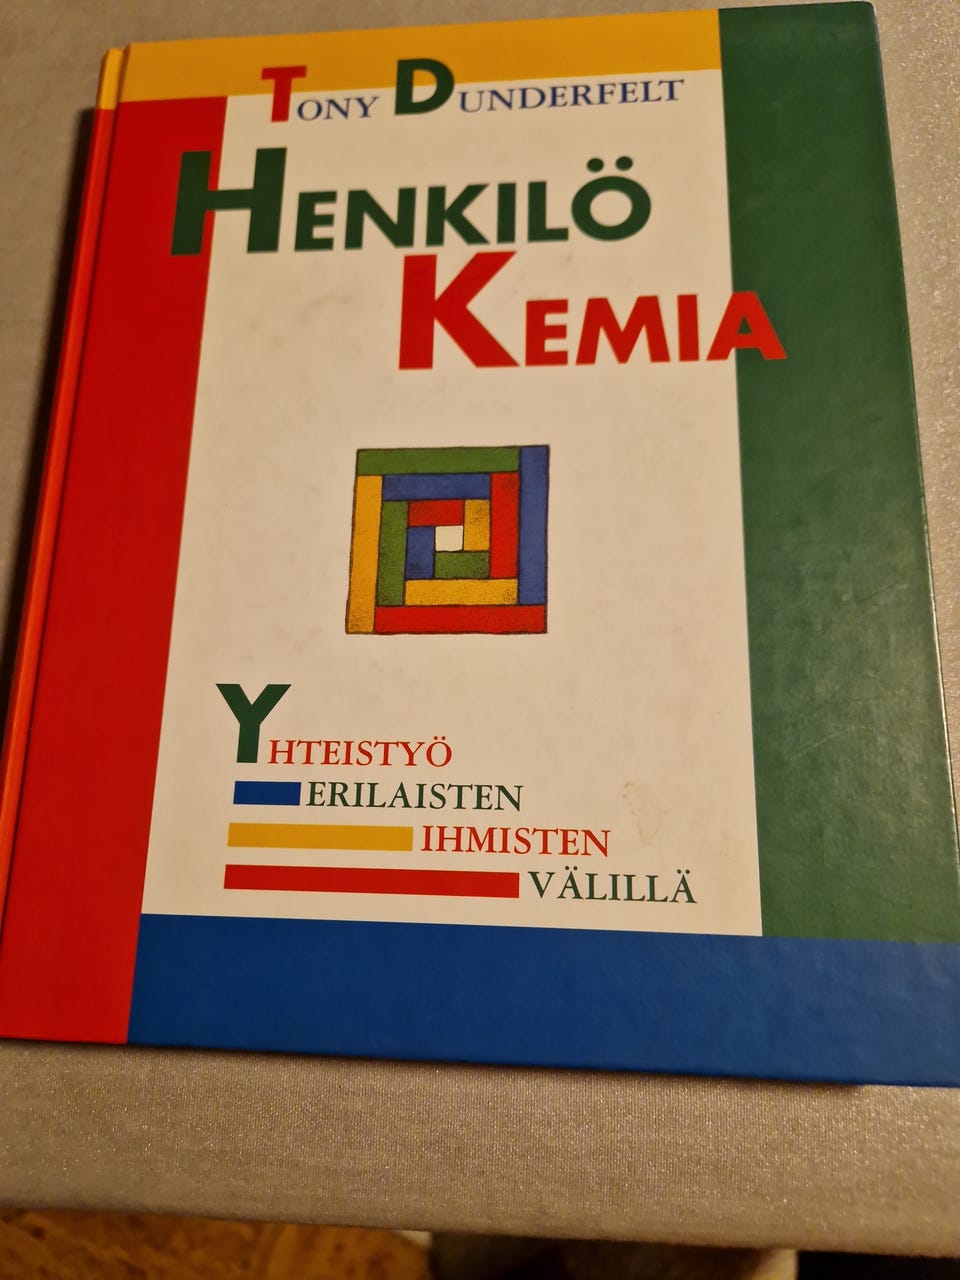 TONY DUNDERFELT
HENKILÖ
KEMIA
YHTEISTYÖ
ERILAISTEN
IHMISTEN
VÄLILLÄ